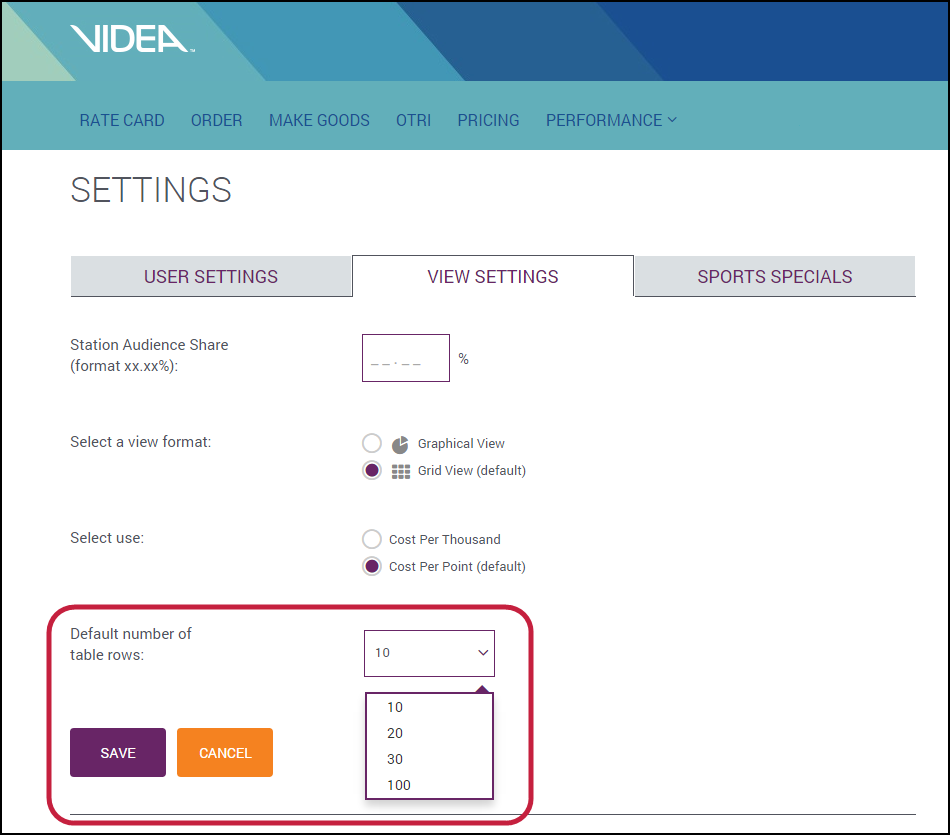 VIDEA™
RATE CARD ORDER MAKE GOODS OTRI PRICING PERFORMANCE
SETTINGS
USER SETTINGS VIEW SETTINGS SPORTS SPECIALS
Station Audience Share
(format xx.xx%):
__.__ %
Select a view format:
Graphical View
Grid View (default)
Select use:
Cost Per Thousand
Cost Per Point (default)
Default number of
table rows:
10
10
20
30
100
SAVE CANCEL